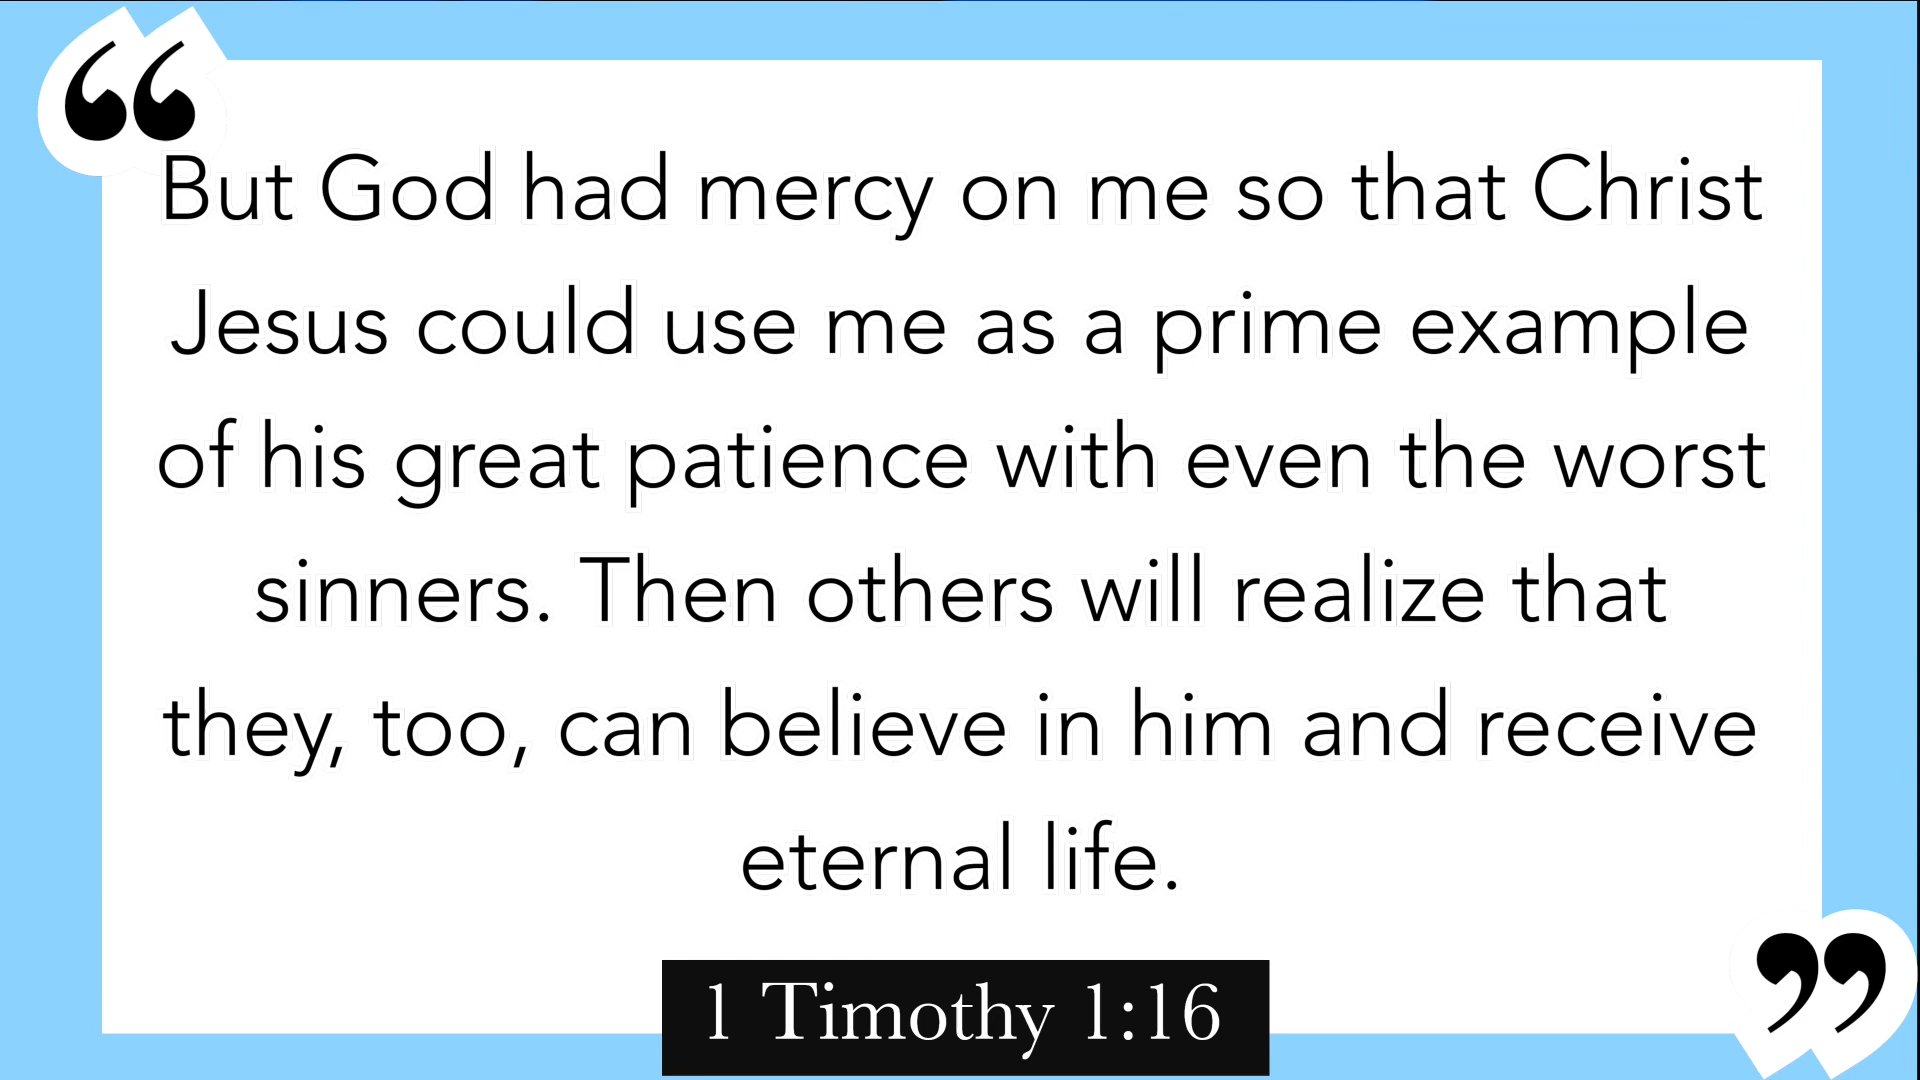 “
But God had mercy on me so that Christ
Jesus could use me as a prime example
of his great patience with even the worst
sinners. Then others will realize that
they, too, can believe in him and receive
eternal life.
”
1 Timothy 1:16